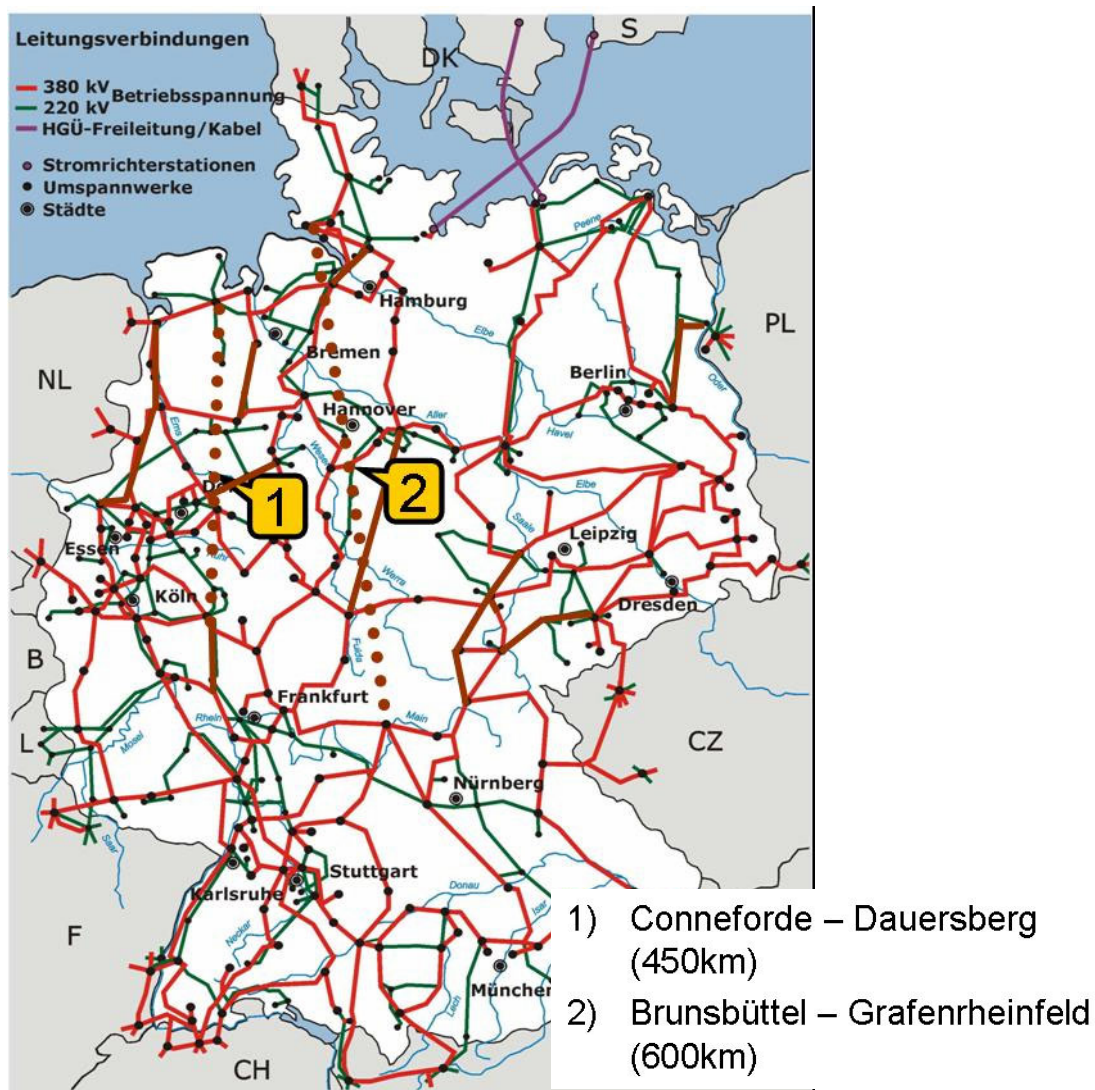 Leitungsverbindungen
380 kV
Betriebsspannung
220 kV
HGÜ-Freileitung/Kabel
Stromrichterstationen
Umspannwerke
Städte
DK
S
Peene
Hamburg
Elbe
PL
Bremen
Berlin
NL
Oder
Hannover
Aller
Havel
Ems
Weser
Elbe
1
2
Saale
Leipzig
Essen
Ruhr
Werra
Köln
Dresden
Fulda
B
Frankfurt
Rhein
Main
L
Mosel
CZ
Nürnberg
Saar
Stuttgart
Karlsruhe
Donau
Isar
F
Neckar
Lech
München
CH
1) Conneforde – Dauersberg
(450km)
2) Brunsbüttel – Grafenrheinfeld
(600km)